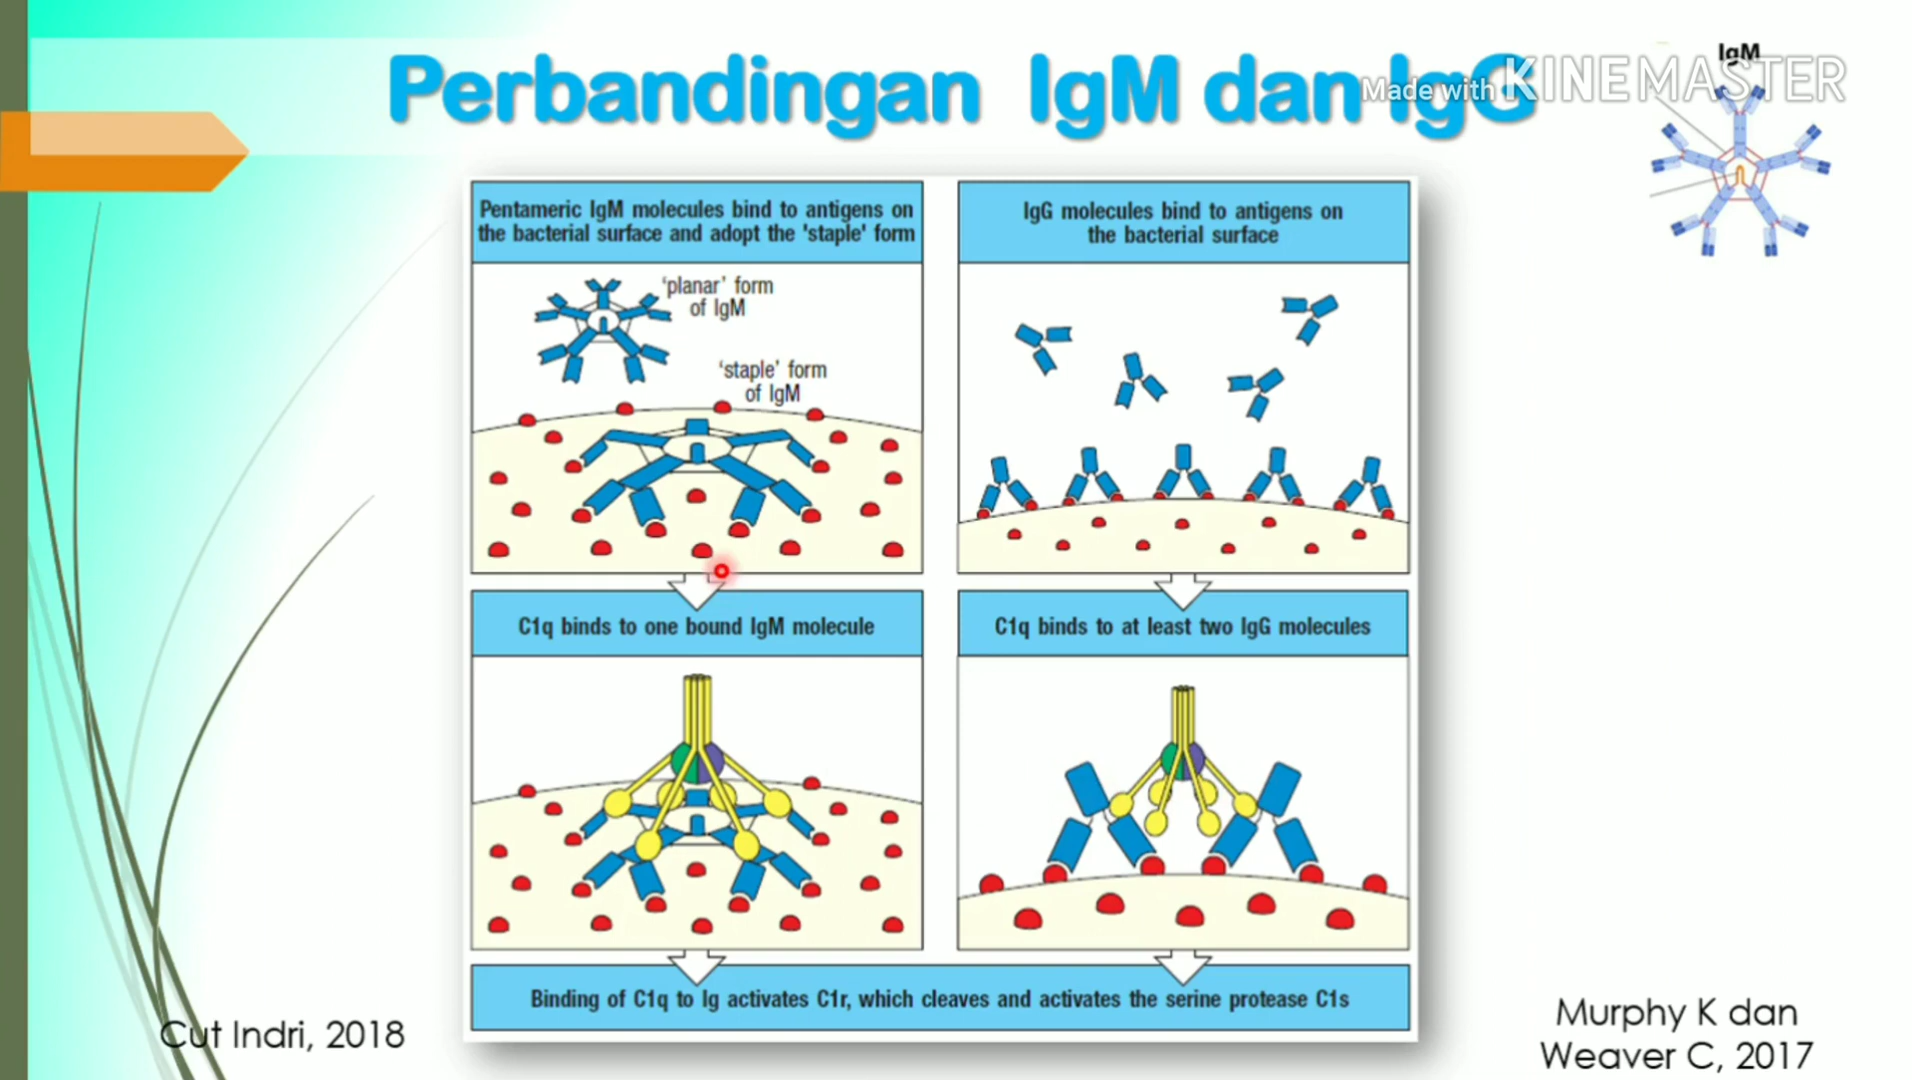 Perbandingan IgM dan IgG
Made with KINEMASTER
IgM
Pentameric IgM molecules bind to antigens on
the bacterial surface and adopt the 'staple' form
IgG molecules bind to antigens on
the bacterial surface
'planar' form
of IgM
'staple' form
of IgM
C1q binds to one bound IgM molecule
C1q binds to at least two IgG molecules
Binding of C1q to Ig activates C1r, which cleaves and activates the serine protease C1s
Cut Indri, 2018
Murphy K dan
Weaver C, 2017